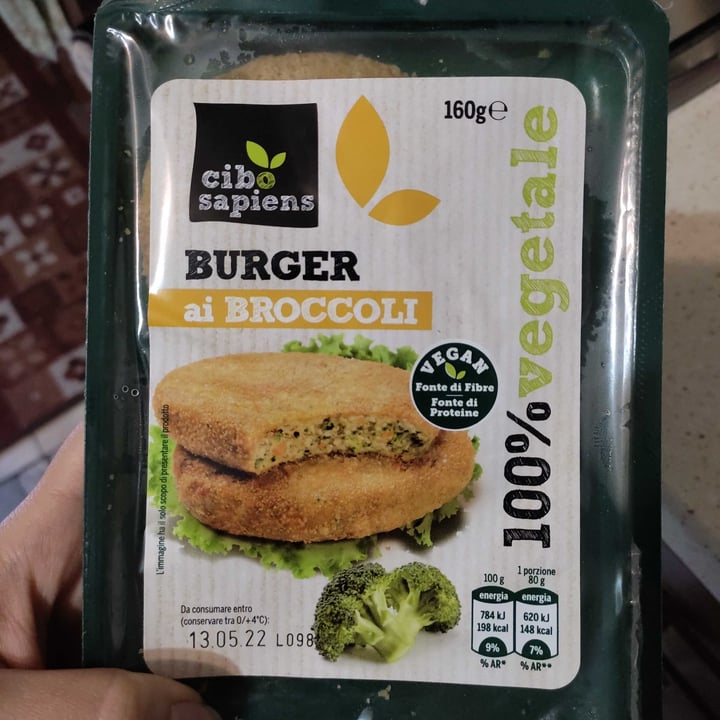 160g℮
cibo
sapiens
BURGER
ai BROCCOLI
100% vegetale
VEGAN
Fonte di Fibre
Fonte di
Proteine
L'immagine ha il solo scopo di presentare il prodotto
Da consumare entro
(conservare tra 0/+4°C):
13.05.22 L098
100 g
energia
784 kJ
198 kcal
9%
% AR*
1 porzione
80 g
energia
620 kJ
148 kcal
7%
% AR**